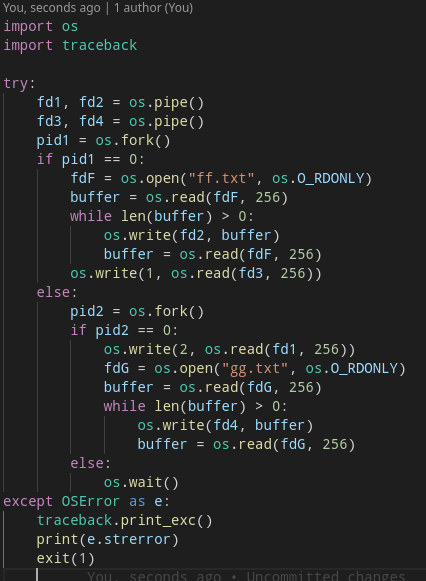 You, seconds ago | 1 author (You)
import os
import traceback
try:
    fd1, fd2 = os.pipe()
    fd3, fd4 = os.pipe()
    pid1 = os.fork()
    if pid1 == 0:
        fdF = os.open("ff.txt", os.O_RDONLY)
        buffer = os.read(fdF, 256)
        while len(buffer) > 0:
            os.write(fd2, buffer)
            buffer = os.read(fdF, 256)
        os.write(1, os.read(fd3, 256))
    else:
        pid2 = os.fork()
        if pid2 == 0:
            os.write(2, os.read(fd1, 256))
            fdG = os.open("gg.txt", os.O_RDONLY)
            buffer = os.read(fdG, 256)
            while len(buffer) > 0:
                os.write(fd4, buffer)
                buffer = os.read(fdG, 256)
        else:
            os.wait()
except OSError as e:
    traceback.print_exc()
    print(e.strerror)
    exit(1)
    You, seconds ago • Uncommitted changes